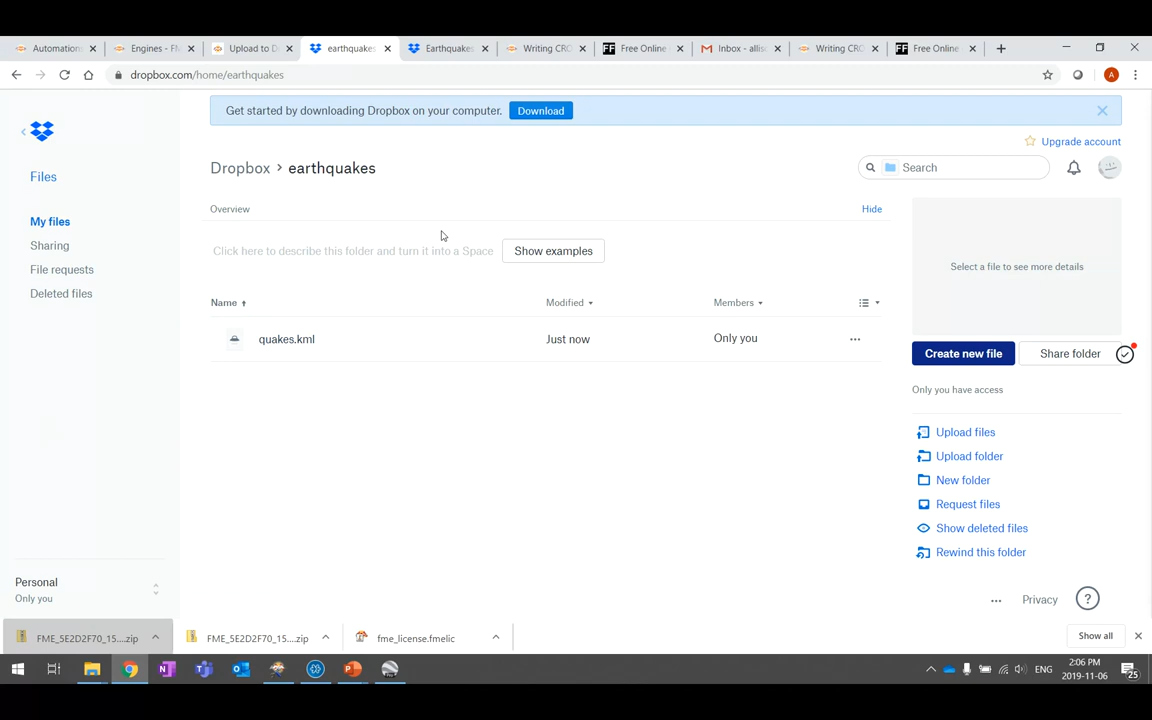 Automation
Engines - FM
Upload to D
earthquakes
Earthquakes
Writing CRO
Free Online
Inbox - allis
Writing CRO
Free Online
dropbox.com/home/earthquakes
A
Get started by downloading Dropbox on your computer.
Download
Upgrade account
Dropbox > earthquakes
Search
Files
Overview
Hide
My files
Sharing
File requests
Deleted files
Click here to describe this folder and turn it into a Space
Show examples
Select a file to see more details
Name
Modified
Members
quakes.kml
Just now
Only you
Create new file
Share folder
Only you have access
Upload files
Upload folder
New folder
Request files
Show deleted files
Rewind this folder
Personal
Only you
Privacy
?
FME_5E2D2F70_15....zip
FME_5E2D2F70_15....zip
fme_license.fmelic
Show all
ENG
2:06 PM
2019-11-06
25